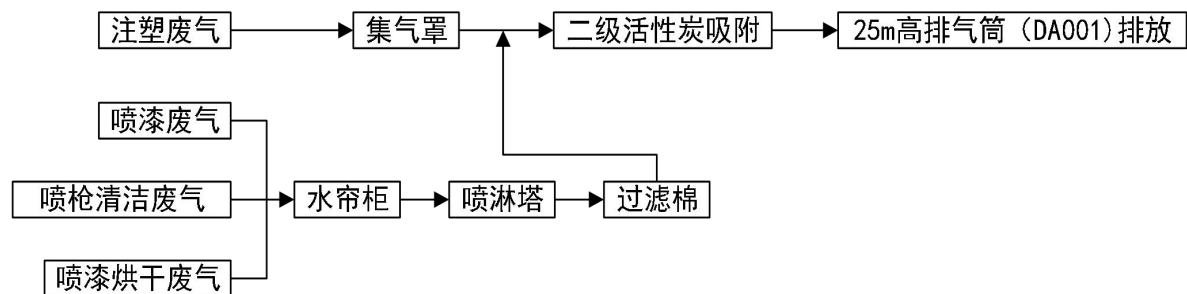 注塑废气
集气罩
二级活性炭吸附
25m高排气筒（DA001)排放
喷漆废气
喷枪清洁废气
水帘柜
喷淋塔
过滤棉
喷漆烘干废气